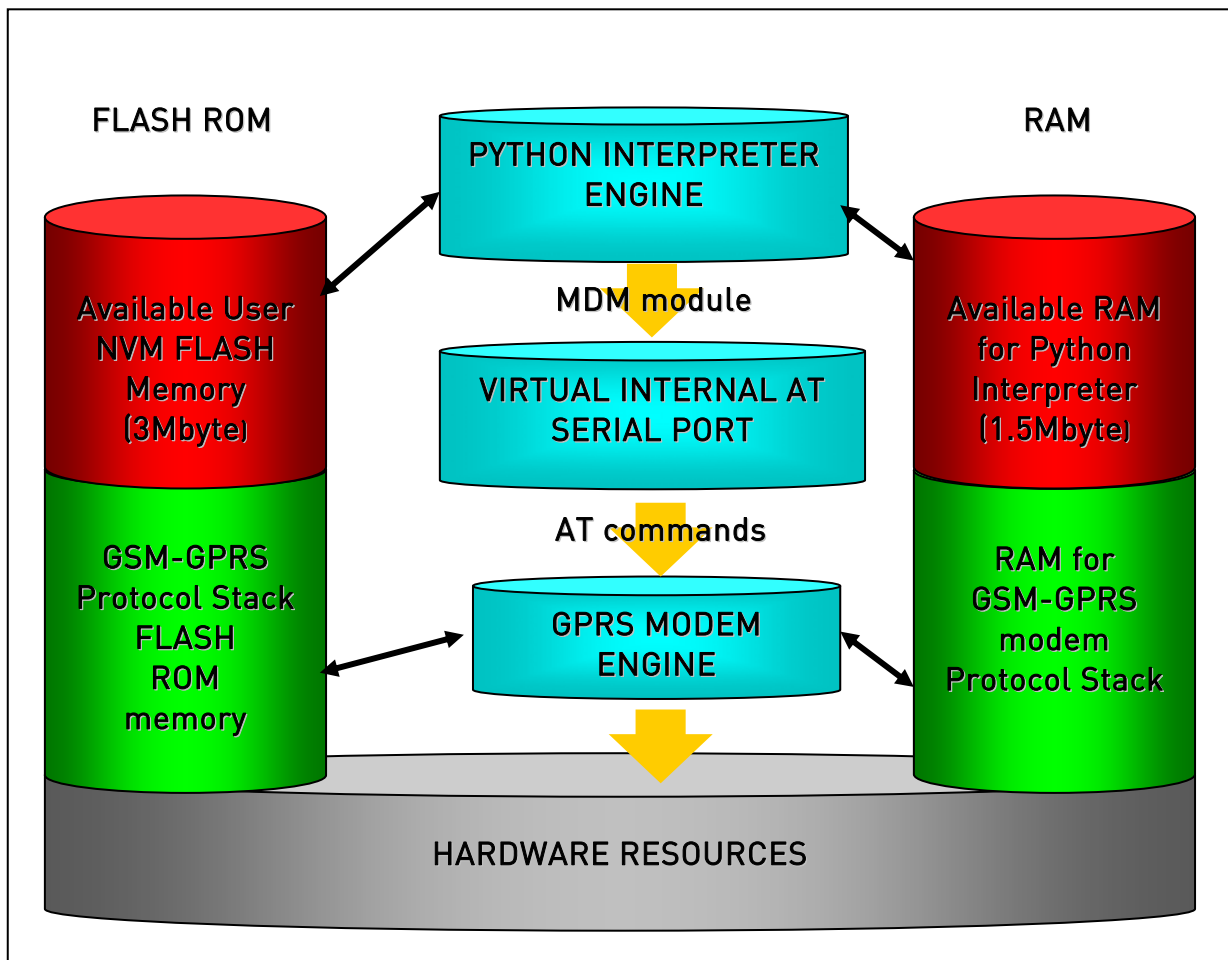 FLASH ROM
RAM
PYTHON INTERPRETER
ENGINE
MDM module
Available User
NVM FLASH
Memory
(3Mbyte)
Available RAM
for Python
Interpreter
(1.5Mbyte)
VIRTUAL INTERNAL AT
SERIAL PORT
AT commands
GSM-GPRS
Protocol Stack
FLASH
ROM
memory
GPRS MODEM
ENGINE
RAM for
GSM-GPRS
modem
Protocol Stack
HARDWARE RESOURCES